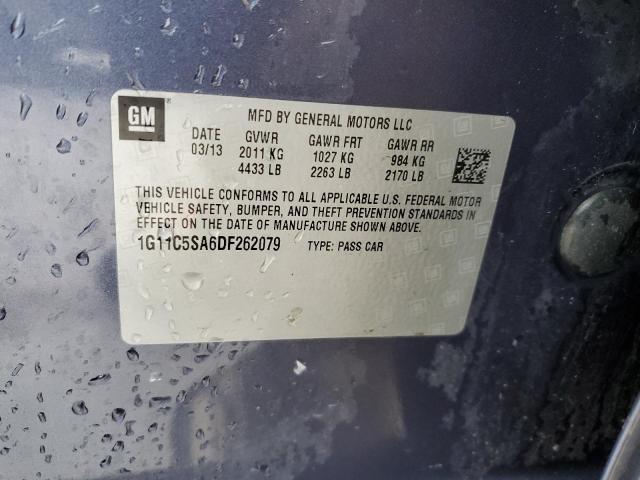 GM
MFD BY GENERAL MOTORS LLC
DATE GVWR GAWR FRT GAWR RR
03/13 2011 KG 1027 KG 984 KG
4433 LB 2263 LB 2170 LB
THIS VEHICLE CONFORMS TO ALL APPLICABLE U.S. FEDERAL MOTOR
VEHICLE SAFETY, BUMPER, AND THEFT PREVENTION STANDARDS IN
EFFECT ON THE DATE OF MANUFACTURE SHOWN ABOVE.
1G11C5SA6DF262079 TYPE: PASS CAR